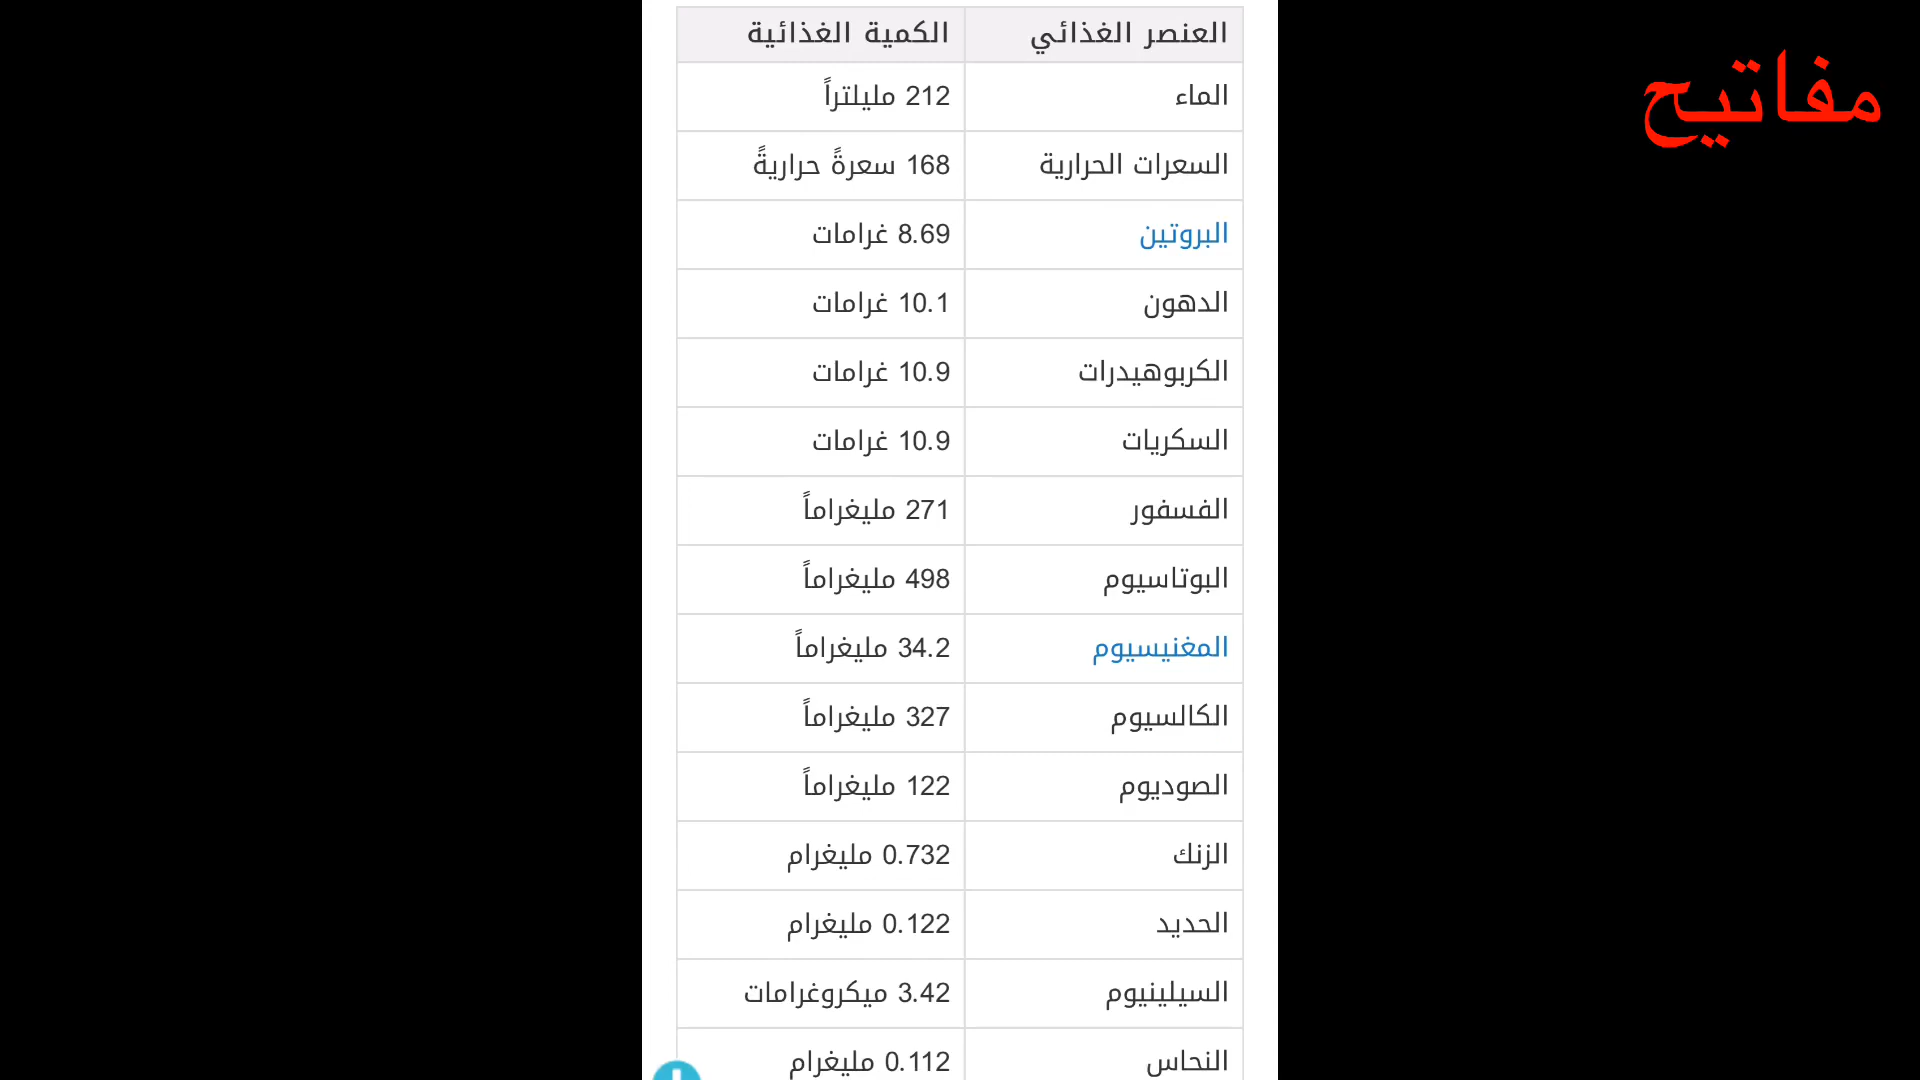 مفاتيح
العنصر الغذائي الكمية الغذائية
الماء 212 مليلتراً
السعرات الحرارية 168 سعرةً حراريةً
البروتين 8.69 غرامات
الدهون 10.1 غرامات
الكربوهيدرات 10.9 غرامات
السكريات 10.9 غرامات
الفسفور 271 مليغراماً
البوتاسيوم 498 مليغراماً
المغنيسيوم 34.2 مليغراماً
الكالسيوم 327 مليغراماً
الصوديوم 122 مليغراماً
الزنك 0.732 مليغرام
الحديد 0.122 مليغرام
السيلينيوم 3.42 ميكروغرامات
النحاس 0.112 مليغرام